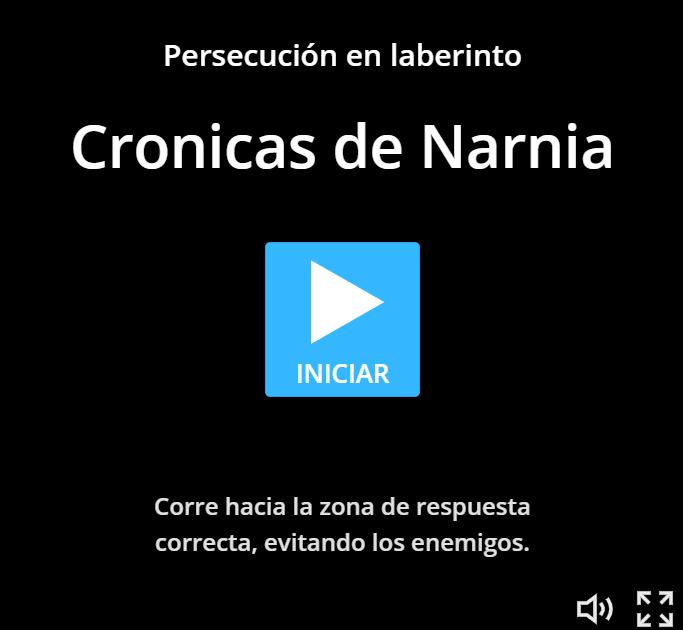 Persecución en laberinto
Cronicas de Narnia
INICIAR
Corre hacia la zona de respuesta
correcta, evitando los enemigos.